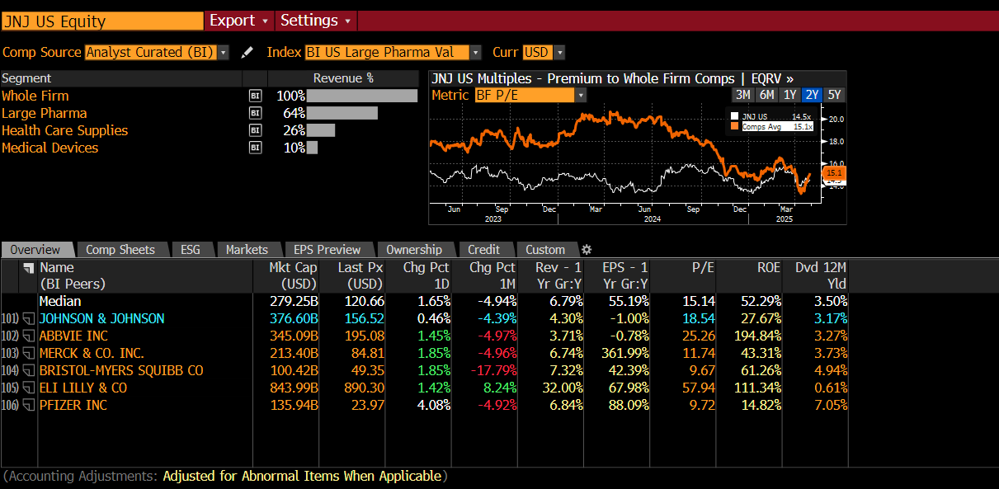 JNJ US Equity Export Settings
Comp Source Analyst Curated (BI) Index BI US Large Pharma Val Curr USD
Segment Revenue %
Whole Firm BI 100%
Large Pharma BI 64%
Health Care Supplies BI 26%
Medical Devices BI 10%
JNJ US Multiples - Premium to Whole Firm Comps | EQRV »
Metric BF P/E 3M 6M 1Y 2Y 5Y
JNJ US 14.5x
Comps Avg 15.1x
20.0
18.0
16.0
15.1
14.0
Jun Sep Dec Mar Jun Sep Dec Mar
2023 2024 2025
Overview Comp Sheets ESG Markets EPS Preview Ownership Credit Custom
Name Mkt Cap Last Px Chg Pct Chg Pct Rev - 1 EPS - 1 P/E ROE Dvd 12M
(BI Peers) (USD) (USD) 1D 1M Yr Gr:Y Yr Gr:Y Yld
Median 279.25B 120.66 1.65% -4.94% 6.79% 55.19% 15.14 52.29% 3.50%
101) JOHNSON & JOHNSON 376.60B 156.52 0.46% -4.39% 4.30% -1.00% 18.54 27.67% 3.17%
102) ABBVIE INC 345.09B 195.08 1.45% -4.97% 3.71% -0.78% 25.26 194.84% 3.27%
103) MERCK & CO. INC. 213.40B 84.81 1.85% -4.96% 6.74% 361.99% 11.74 43.31% 3.73%
104) BRISTOL-MYERS SQUIBB CO 100.42B 49.35 1.85% -17.79% 7.32% 42.39% 9.67 61.26% 4.94%
105) ELI LILLY & CO 843.99B 890.30 1.42% 8.24% 32.00% 67.98% 57.94 111.34% 0.61%
106) PFIZER INC 135.94B 23.97 4.08% -4.92% 6.84% 88.09% 9.72 14.82% 7.05%
(Accounting Adjustments: Adjusted for Abnormal Items When Applicable)